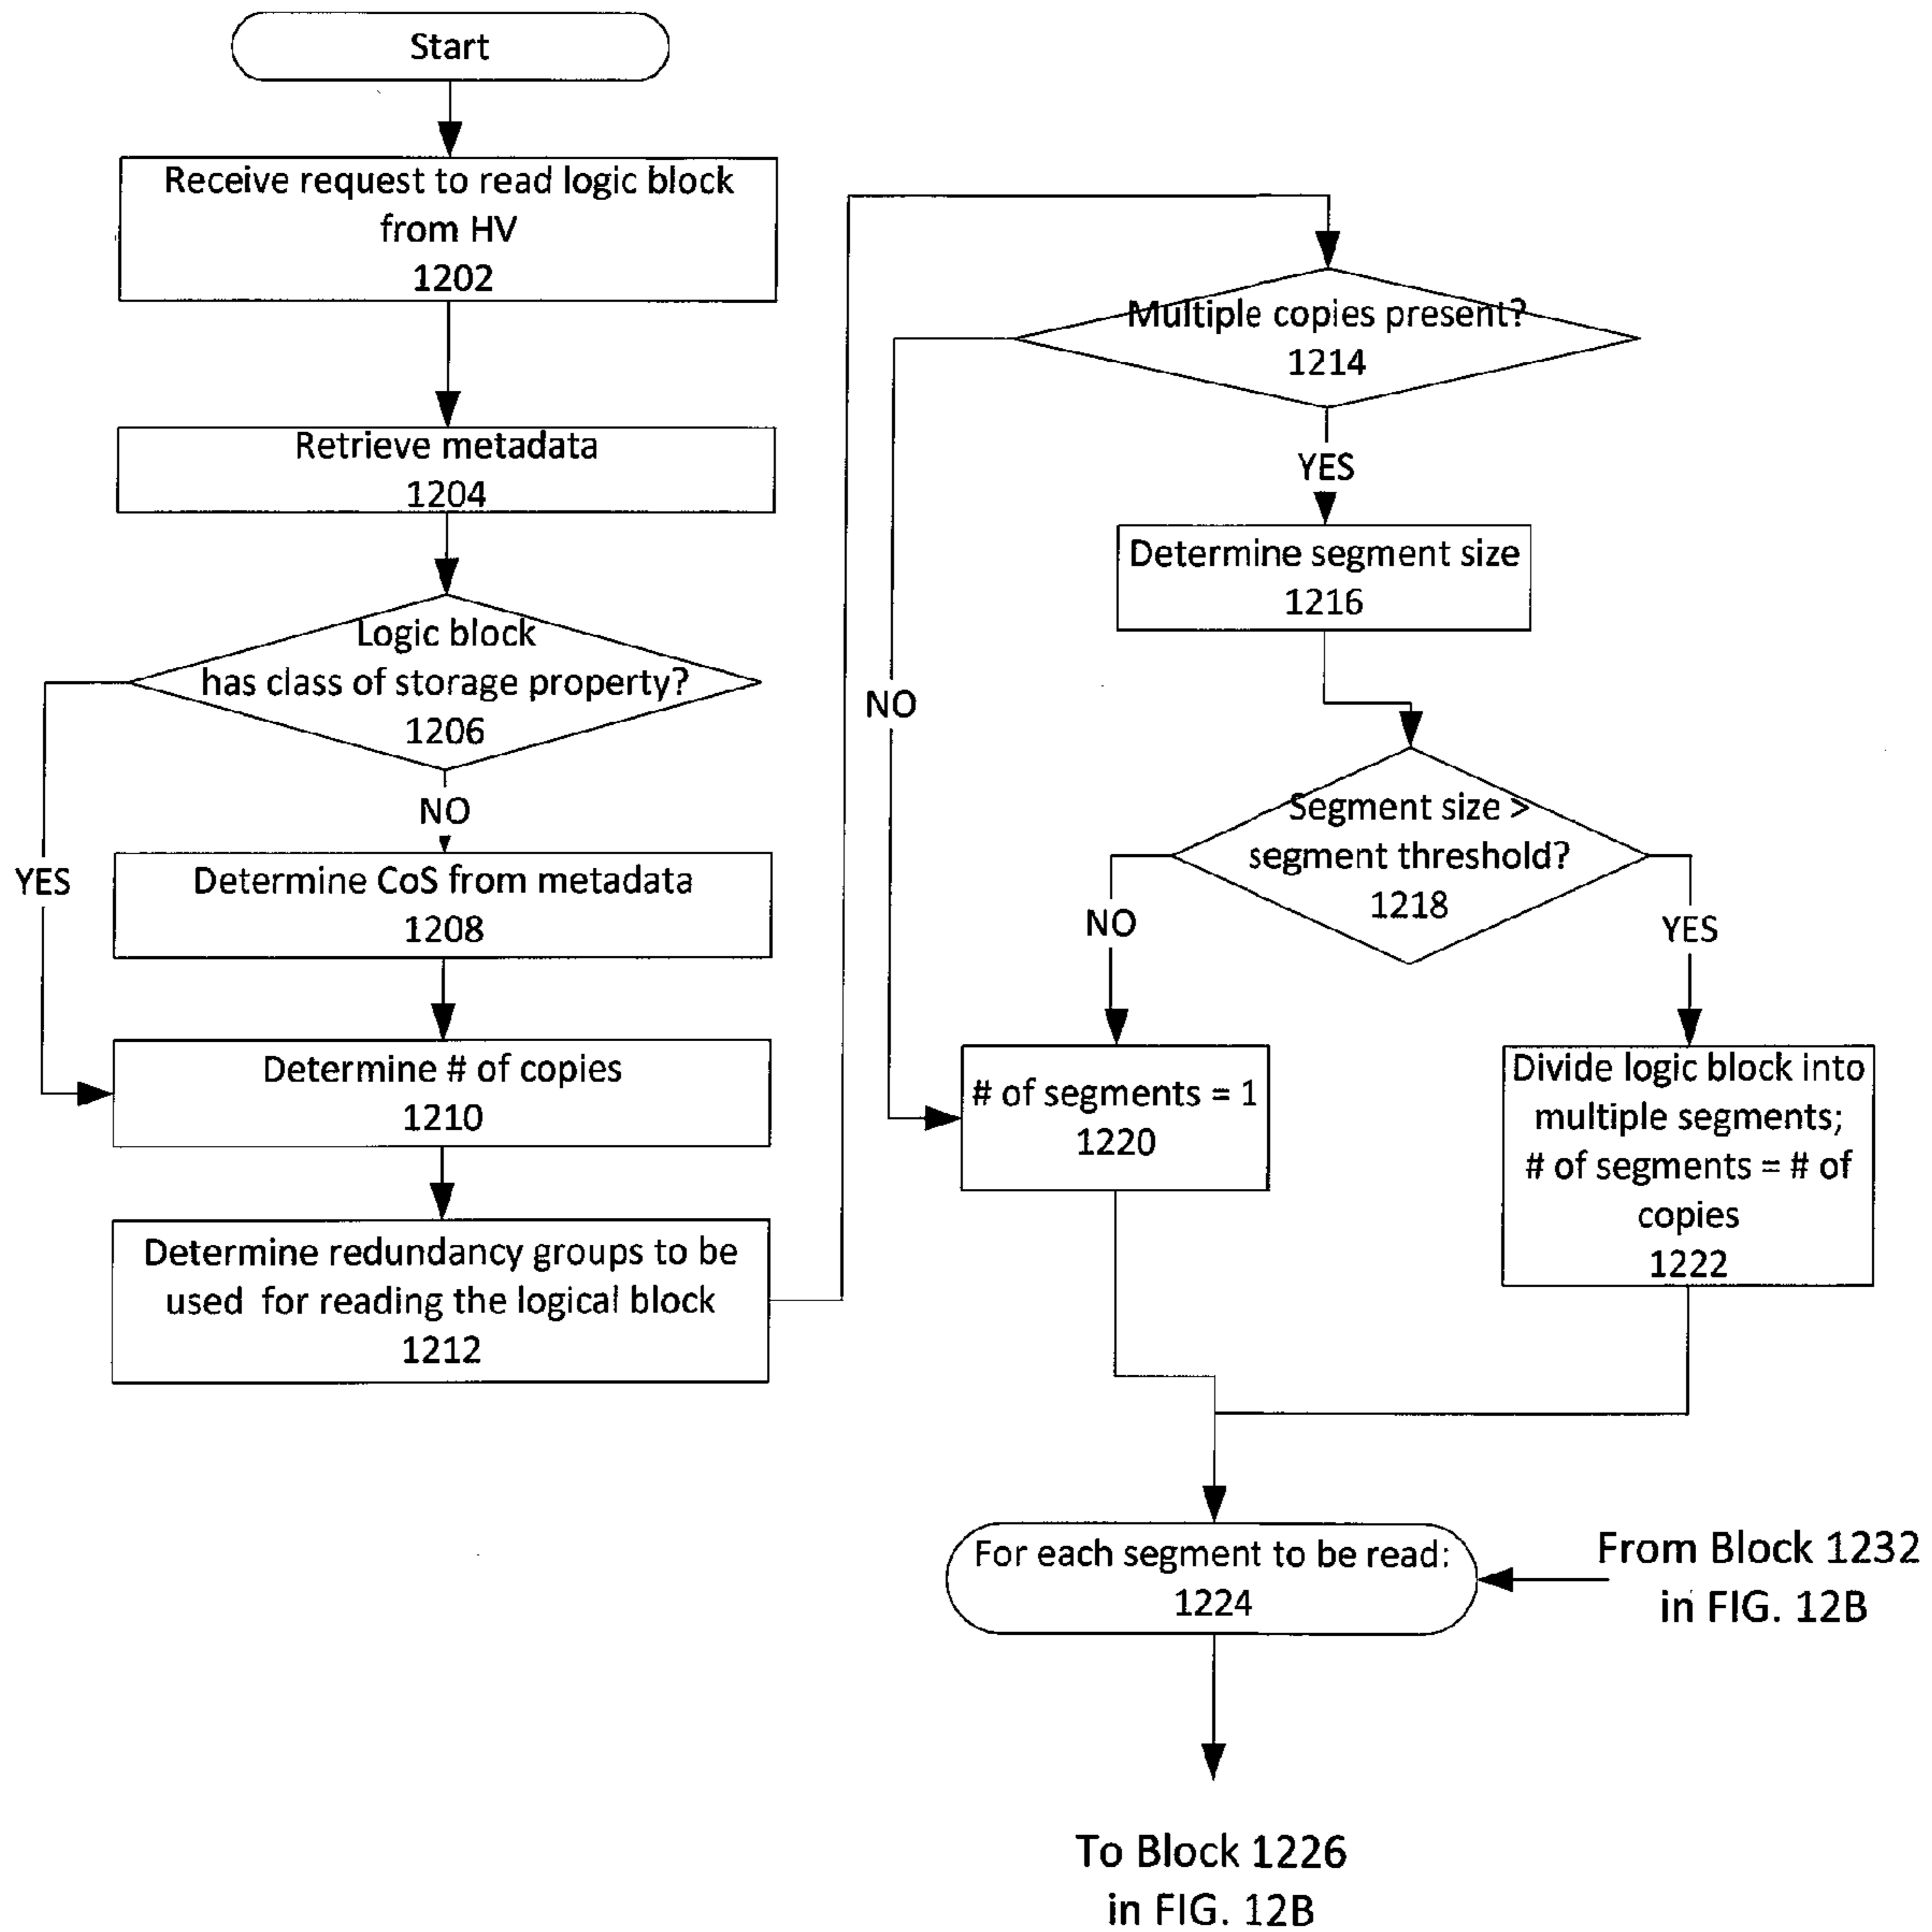 Start
Receive request to read logic block
from HV
1202
Retrieve metadata
1204
Logic block
has class of storage property?
1206
NO
YES
Determine CoS from metadata
1208
Determine # of copies
1210
Determine redundancy groups to be
used for reading the logical block
1212
Multiple copies present?
1214
YES
NO
Determine segment size
1216
Segment size >
segment threshold?
1218
NO
YES
# of segments = 1
1220
Divide logic block into
multiple segments;
# of segments = # of
copies
1222
For each segment to be read:
1224
From Block 1232
in FIG. 12B
To Block 1226
in FIG. 12B